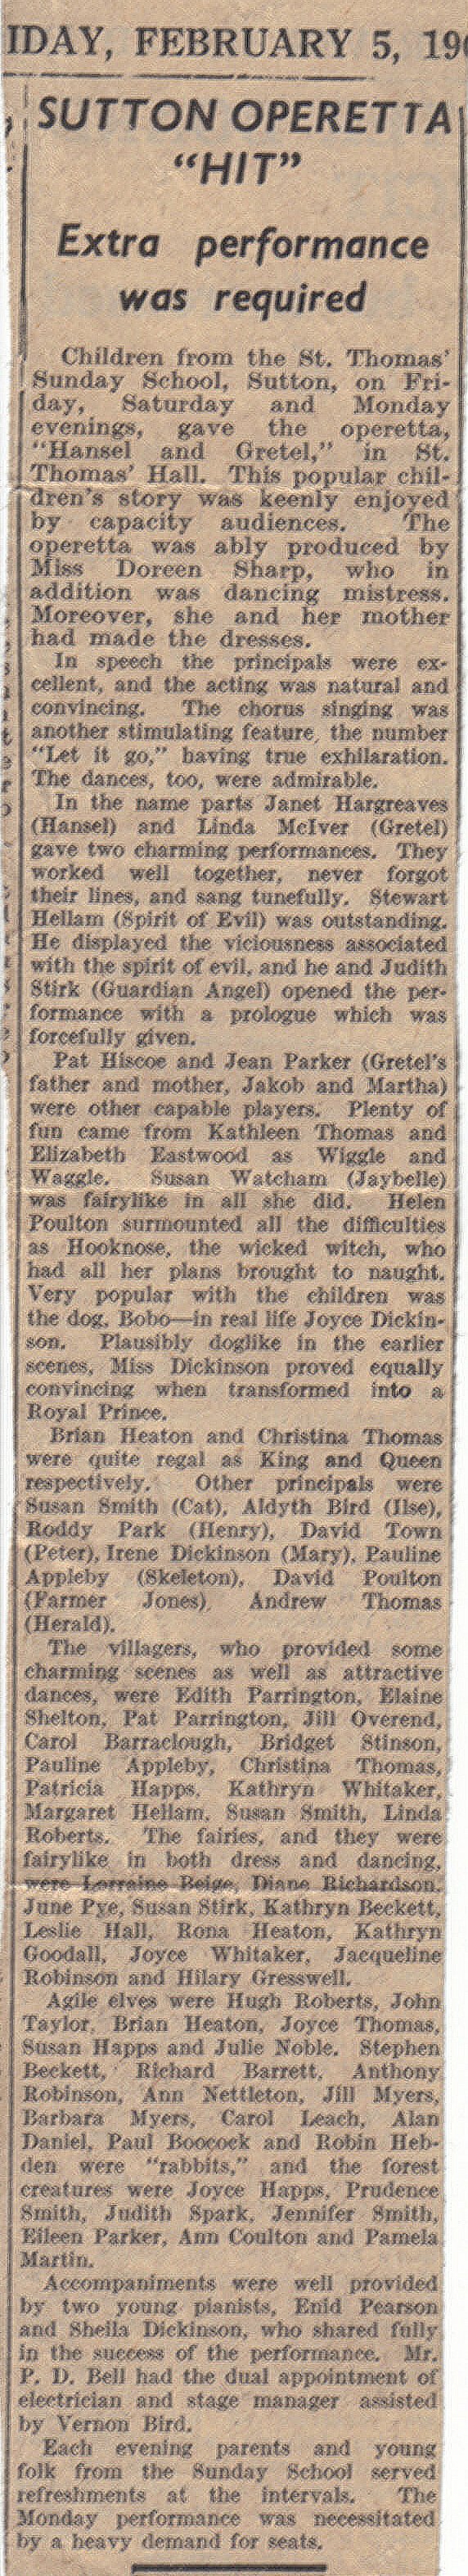 IDAY, FEBRUARY 5, 19
SUTTON OPERETTA
“HIT”
Extra performance
was required
Children from the St. Thomas’
Sunday School, Sutton, on Fri-
day, Saturday and Monday
evenings, gave the operetta,
“Hansel and Gretel,” in St.
Thomas’ Hall. This popular chil-
dren’s story was keenly enjoyed
by capacity audiences. The
operetta was ably produced by
Miss Doreen Sharp, who in
addition was dancing mistress.
Moreover, she and her mother
had made the dresses.
In speech the principals were ex-
cellent, and the acting was natural and
convincing. The chorus singing was
another stimulating feature, the number
“Let it go,” having true exhilaration.
The dances, too, were admirable.
In the name parts Janet Hargreaves
(Hansel) and Linda McIver (Gretel)
gave two charming performances. They
worked well together, never forgot
their lines, and sang tunefully. Stewart
Hellam (Spirit of Evil) was outstanding.
He displayed the viciousness associated
with the spirit of evil, and he and Judith
Stirk (Guardian Angel) opened the per-
formance with a prologue which was
forcefully given.
Pat Hiscoe and Jean Parker (Gretel’s
father and mother, Jakob and Martha)
were other capable players. Plenty of
fun came from Kathleen Thomas and
Elizabeth Eastwood as Wiggle and
Waggle. Susan Watcham (Jaybelle)
was fairylike in all she did. Helen
Poulton surmounted all the difficulties
as Hooknose, the wicked witch, who
had all her plans brought to naught.
Very popular with the children was
the dog, Bobo—in real life Joyce Dickin-
son. Plausibly doglike in the earlier
scenes, Miss Dickinson proved equally
convincing when transformed into a
Royal Prince.
Brian Heaton and Christina Thomas
were quite regal as King and Queen
respectively. Other principals were
Susan Smith (Cat), Aldyth Bird (Ilse),
Roddy Park (Henry), David Town
(Peter), Irene Dickinson (Mary), Pauline
Appleby (Skeleton), David Poulton
(Farmer Jones), Andrew Thomas
(Herald).
The villagers, who provided some
charming scenes as well as attractive
dances, were Edith Parrington, Elaine
Shelton, Pat Parrington, Jill Overend,
Carol Barraclough, Bridget Stinson,
Pauline Appleby, Christina Thomas,
Patricia Happs, Kathryn Whitaker,
Margaret Hellam, Susan Smith, Linda
Roberts. The fairies, and they were
fairylike in both dress and dancing,
were Lorraine Beige, Diane Richardson,
June Pye, Susan Stirk, Kathryn Beckett,
Leslie Hall, Rona Heaton, Kathryn
Goodall, Joyce Whitaker, Jacqueline
Robinson and Hilary Gresswell.
Agile elves were Hugh Roberts, John
Taylor, Brian Heaton, Joyce Thomas,
Susan Happs and Julie Noble. Stephen
Beckett, Richard Barrett, Anthony
Robinson, Ann Nettleton, Jill Myers,
Barbara Myers, Carol Leach, Alan
Daniel, Paul Boocock and Robin Heb-
den were “rabbits,” and the forest
creatures were Joyce Happs, Prudence
Smith, Judith Spark, Jennifer Smith,
Eileen Parker, Ann Coulton and Pamela
Martin.
Accompaniments were well provided
by two young pianists, Enid Pearson
and Sheila Dickinson, who shared fully
in the success of the performance. Mr.
P. D. Bell had the dual appointment of
electrician and stage manager assisted
by Vernon Bird.
Each evening parents and young
folk from the Sunday School served
refreshments at the intervals. The
Monday performance was necessitated
by a heavy demand for seats.